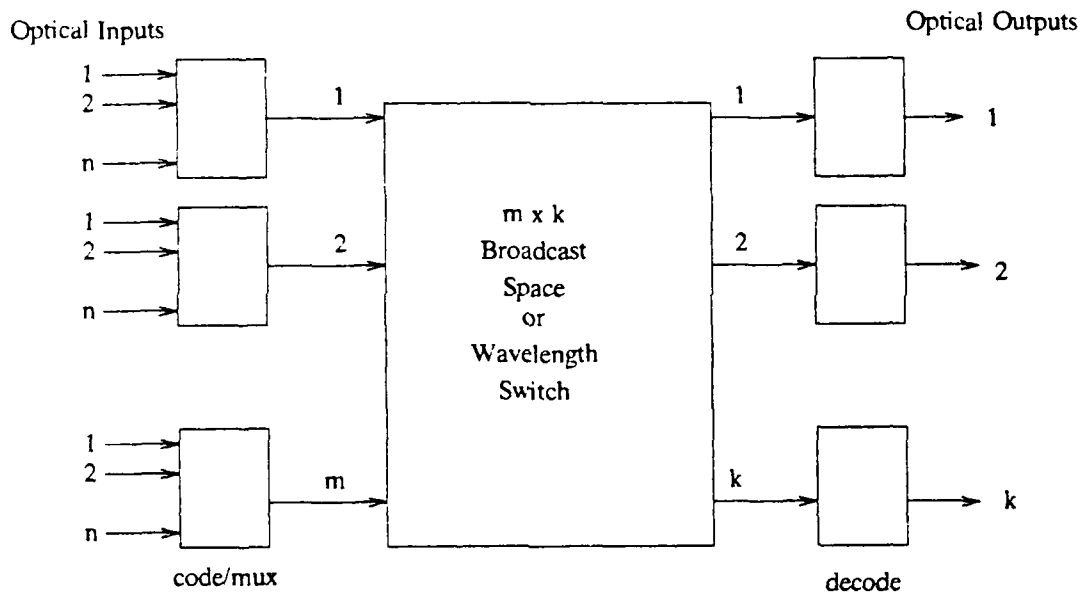 Optical Inputs
Optical Outputs
1
2
n
1
1
1
1
2
n
2
m x k
Broadcast
Space
or
Wavelength
Switch
2
2
1
2
n
m
k
k
code/mux
decode